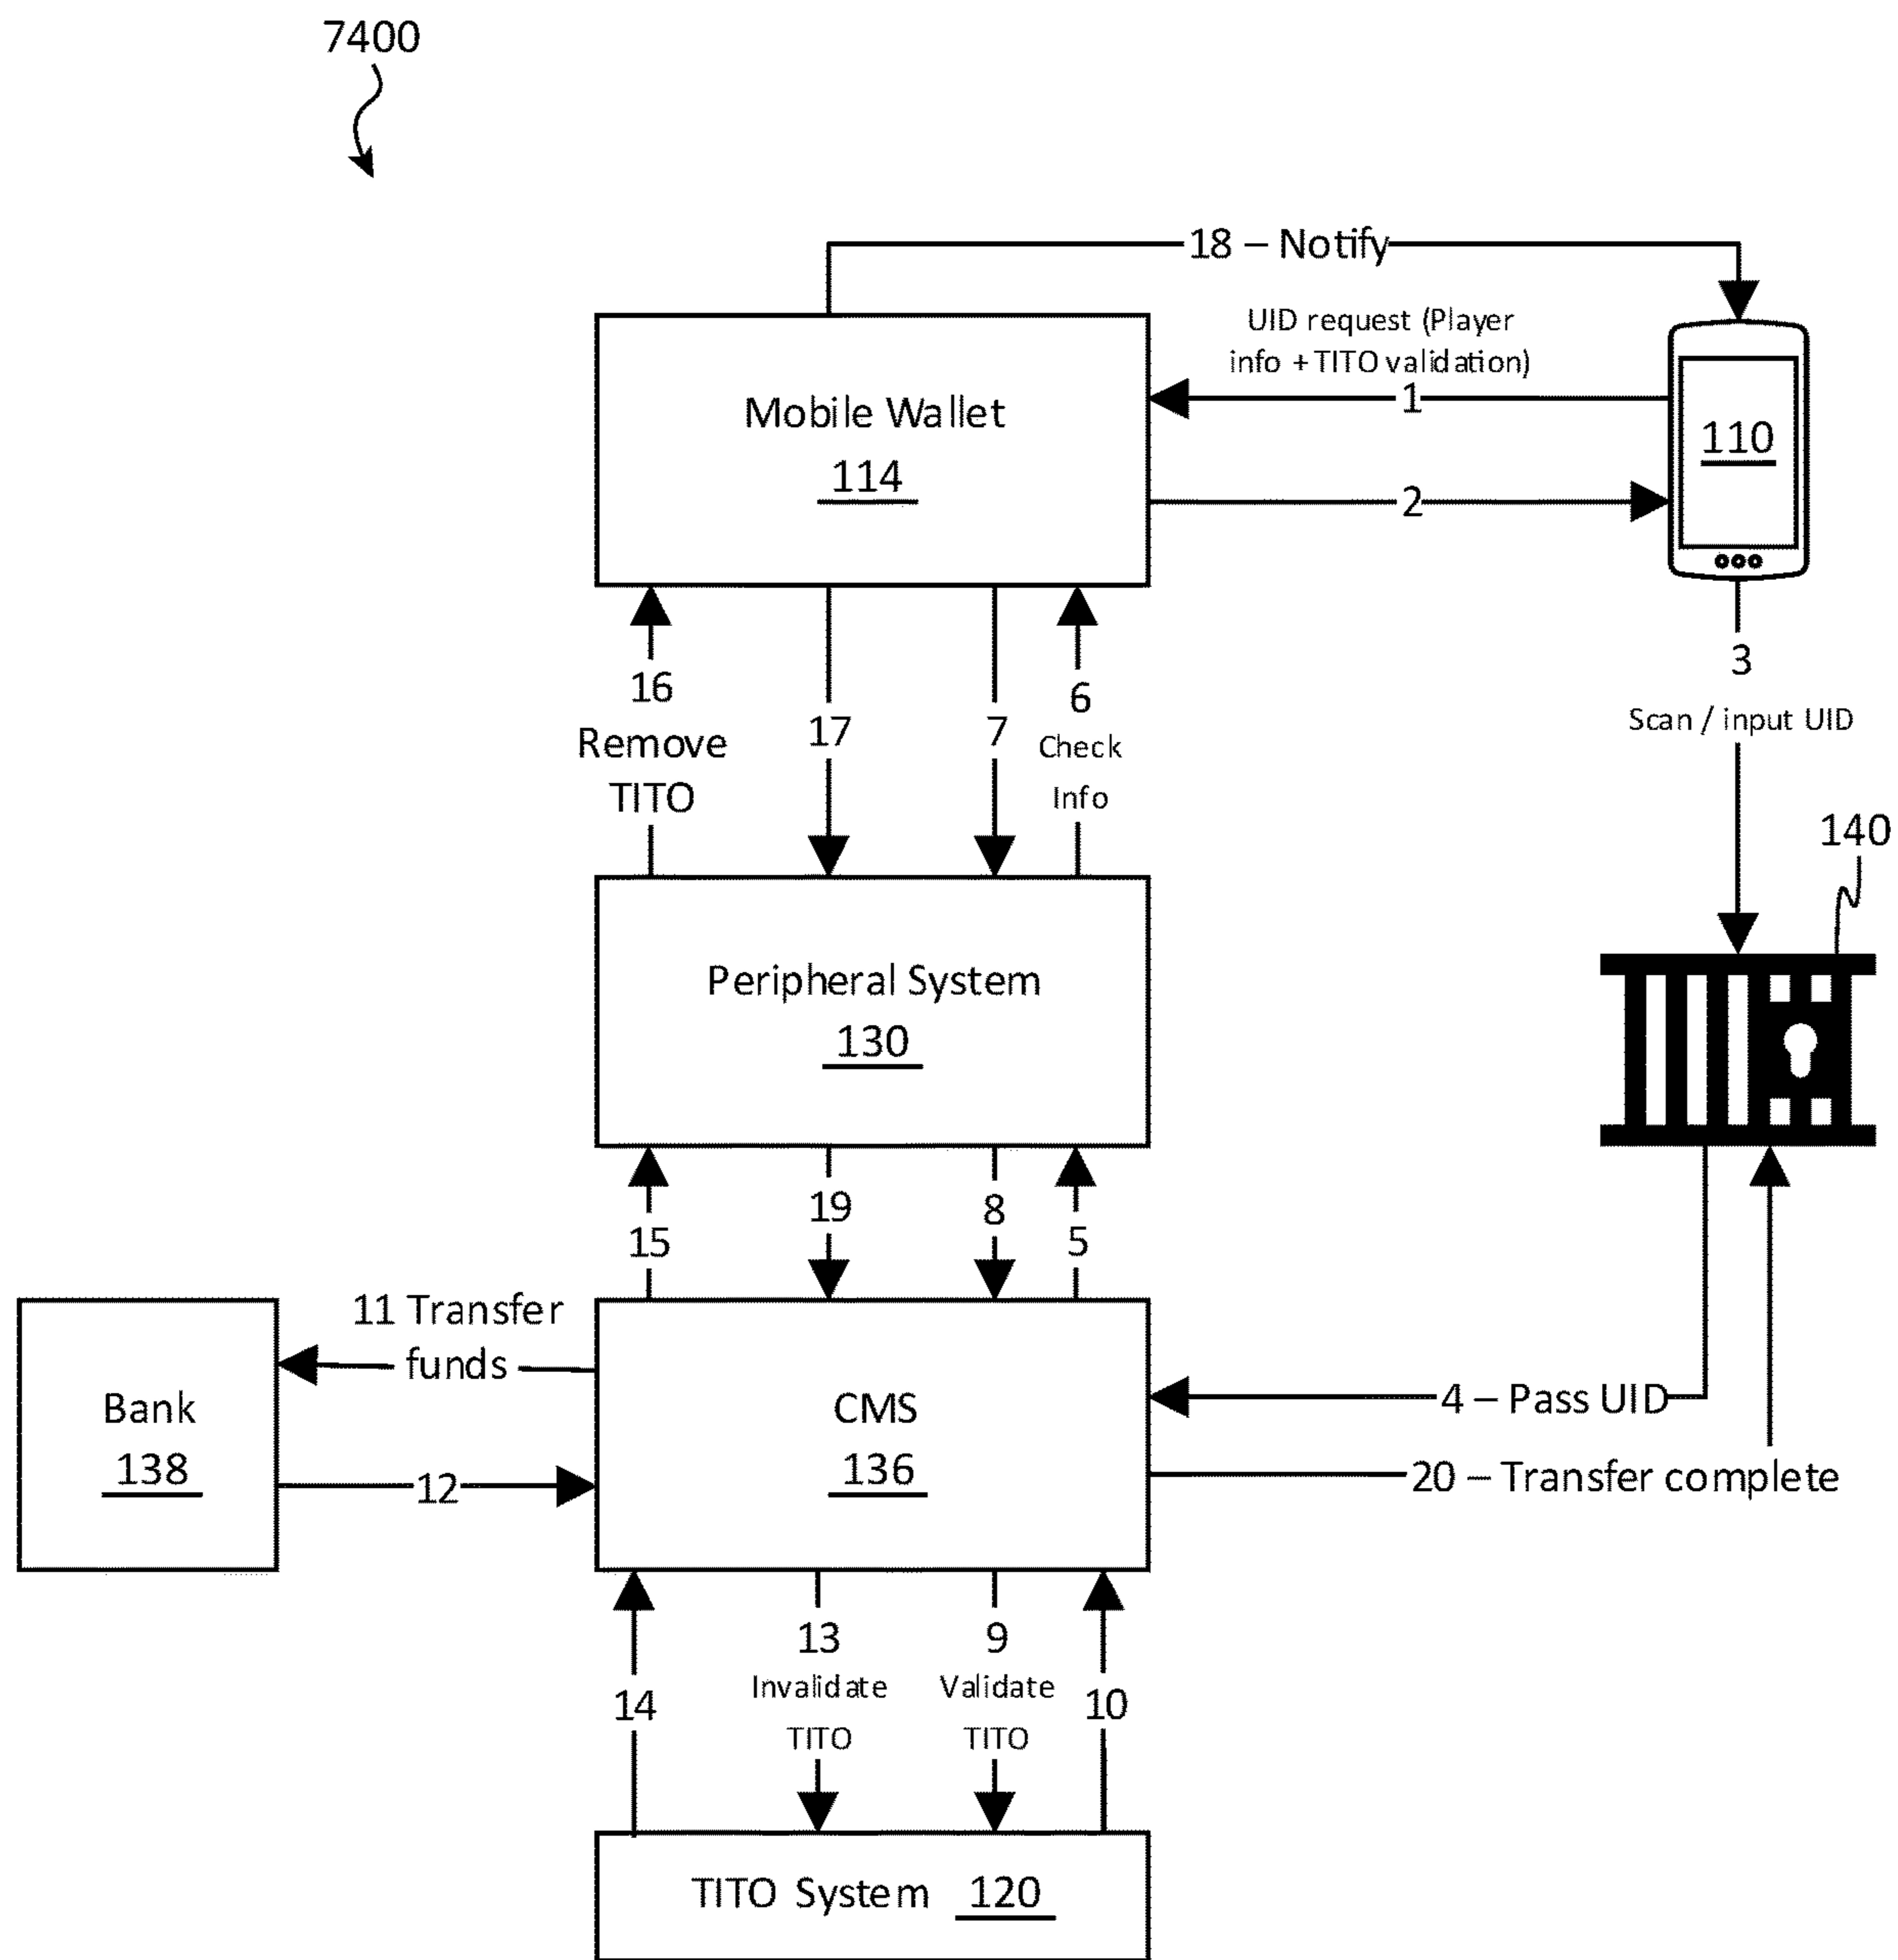 7400
18 – Notify
UID request (Player
info + TITO validation)
1
Mobile Wallet
114
110
2
3
Scan / input UID
16
Remove
TITO
17
7
6
Check
Info
140
Peripheral System
130
15
19
8
5
11 Transfer
funds
Bank
138
12
CMS
136
4 – Pass UID
20 – Transfer complete
14
13
Invalidate
TITO
9
Validate
TITO
10
TITO System 120